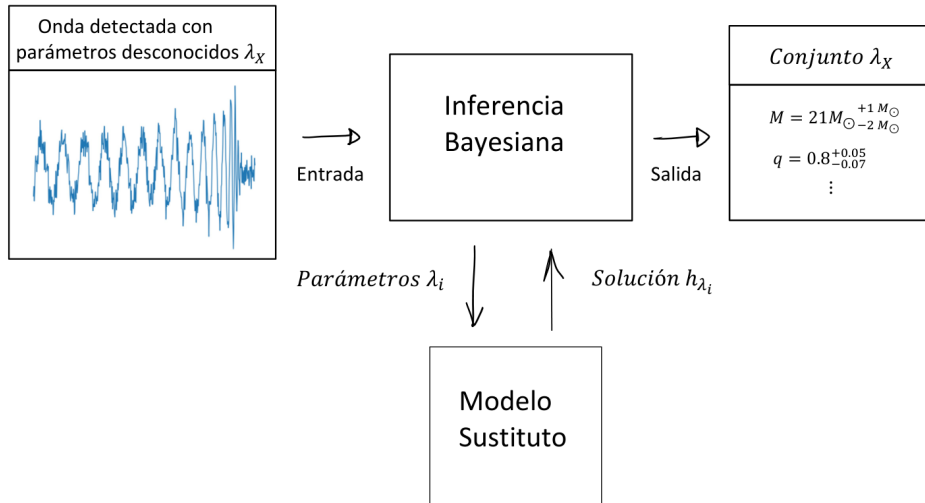 Onda detectada con
parámetros desconocidos λ_X
Entrada
Inferencia
Bayesiana
Salida
Conjunto λ_X
M = 21M_⊙ ^{+1 M_⊙}_{−2 M_⊙}
q = 0.8^{+0.05}_{−0.07}
⋮
Parámetros λ_i
Solución h_{λ_i}
Modelo
Sustituto